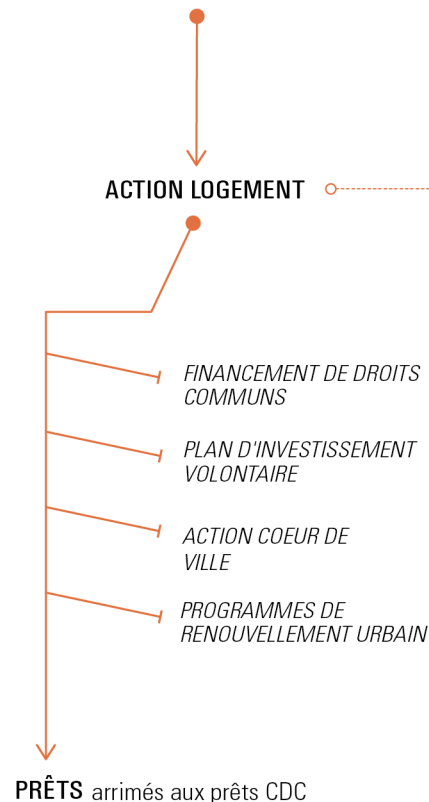 ACTION LOGEMENT
FINANCEMENT DE DROITS
COMMUNS
PLAN D'INVESTISSEMENT
VOLONTAIRE
ACTION COEUR DE
VILLE
PROGRAMMES DE
RENOUVELLEMENT URBAIN
PRÊTS arrimés aux prêts CDC